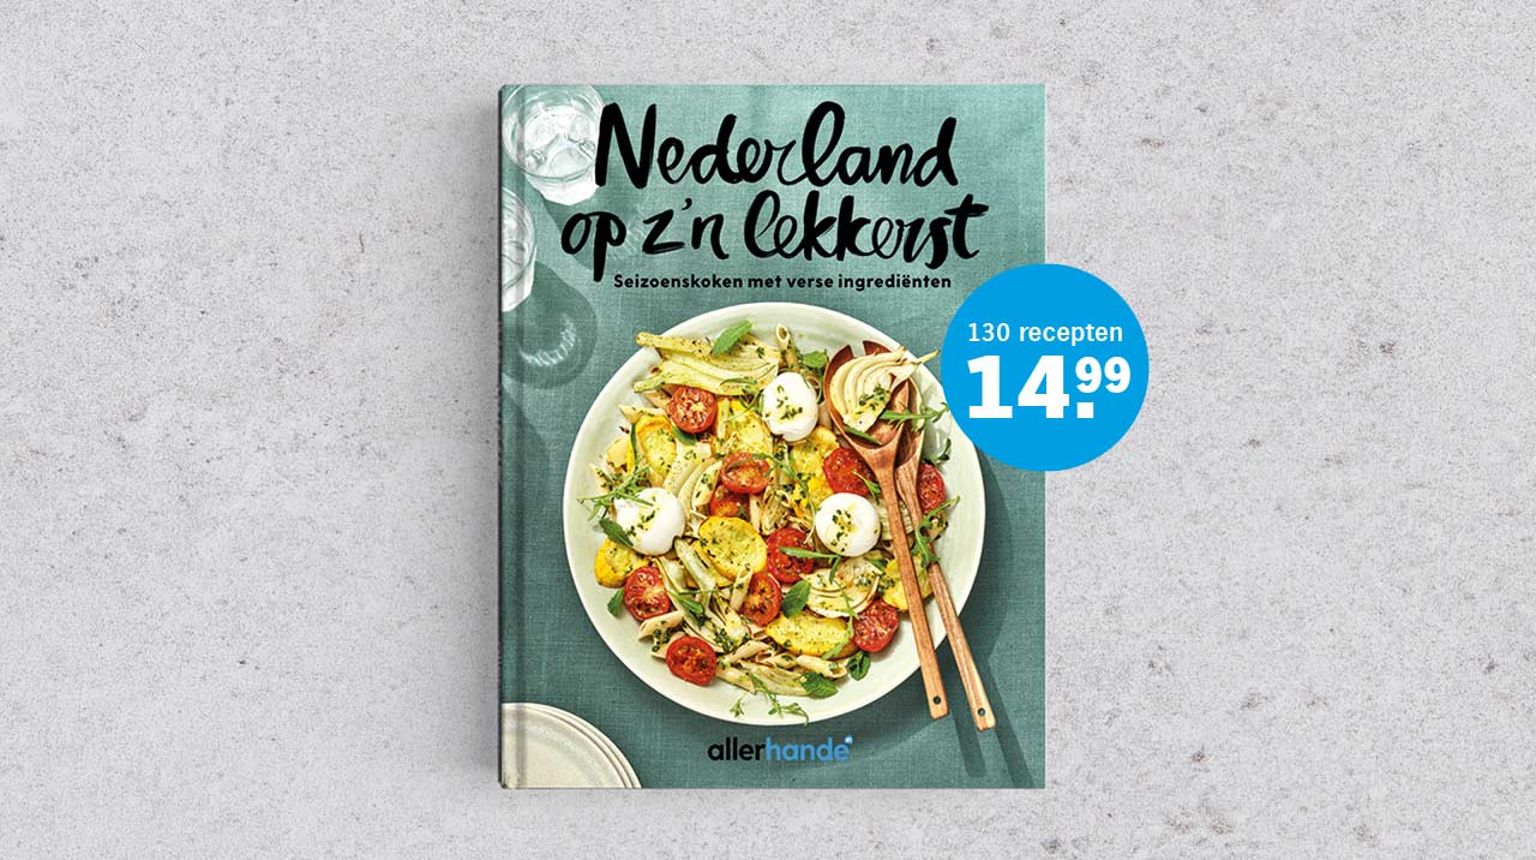 Nederland
op z'n lekkerst
Seizoenskoken met verse ingrediënten
130 recepten
14.99
allerhande